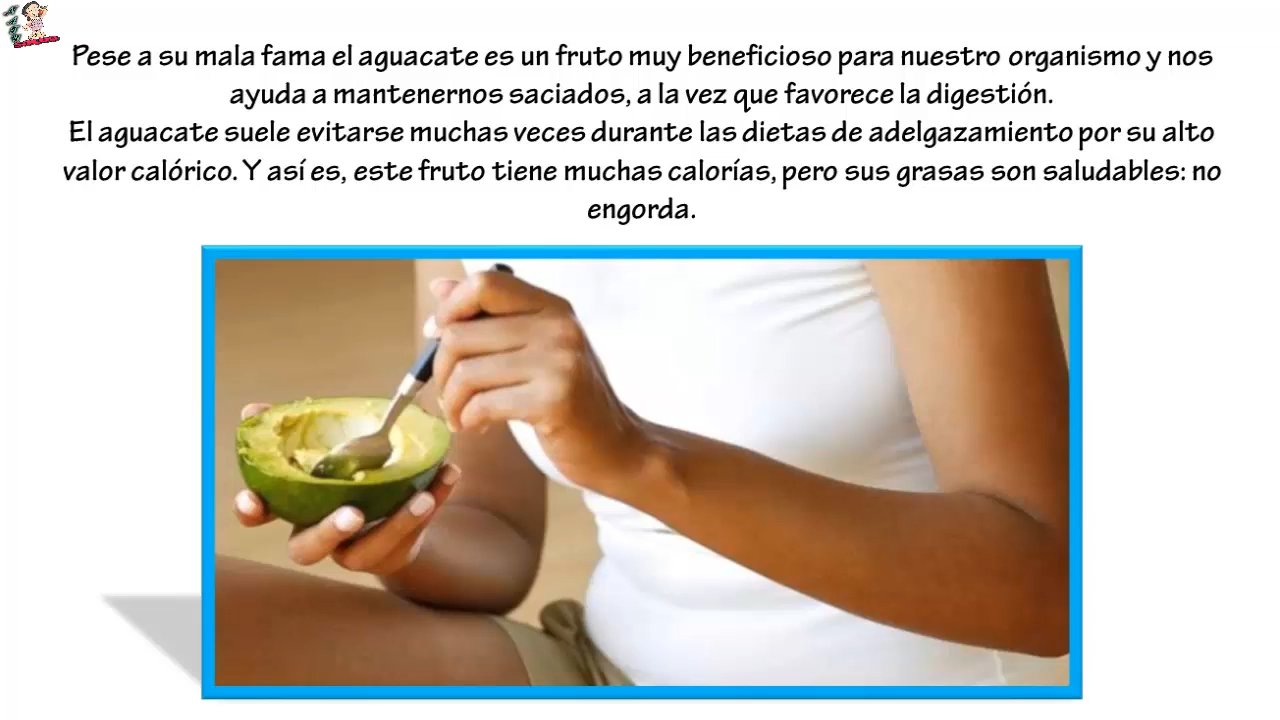 Pese a su mala fama el aguacate es un fruto muy beneficioso para nuestro organismo y nos
ayuda a mantenernos saciados, a la vez que favorece la digestión.
El aguacate suele evitarse muchas veces durante las dietas de adelgazamiento por su alto
valor calórico. Y así es, este fruto tiene muchas calorías, pero sus grasas son saludables: no
engorda.